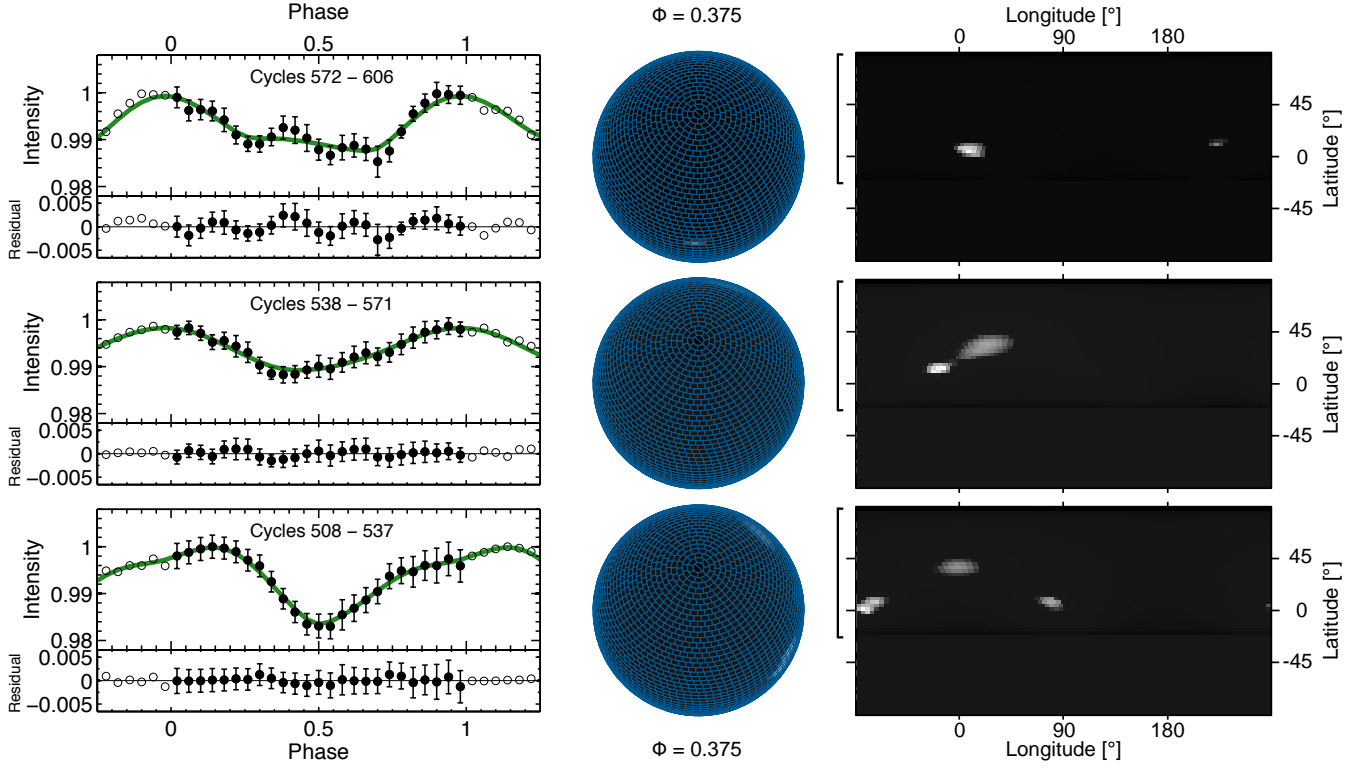 Phase
Φ = 0.375
Longitude [°]
0 0.5 1
0 90 180
Cycles 572 – 606
1
0.99
0.98
Intensity
0.005
0
−0.005
Residual
45
0
-45
Latitude [°]
Cycles 538 – 571
1
0.99
0.98
Intensity
0.005
0
−0.005
Residual
45
0
-45
Latitude [°]
Cycles 508 – 537
1
0.99
0.98
Intensity
0.005
0
−0.005
Residual
45
0
-45
Latitude [°]
0 0.5 1
0 90 180
Phase
Φ = 0.375
Longitude [°]